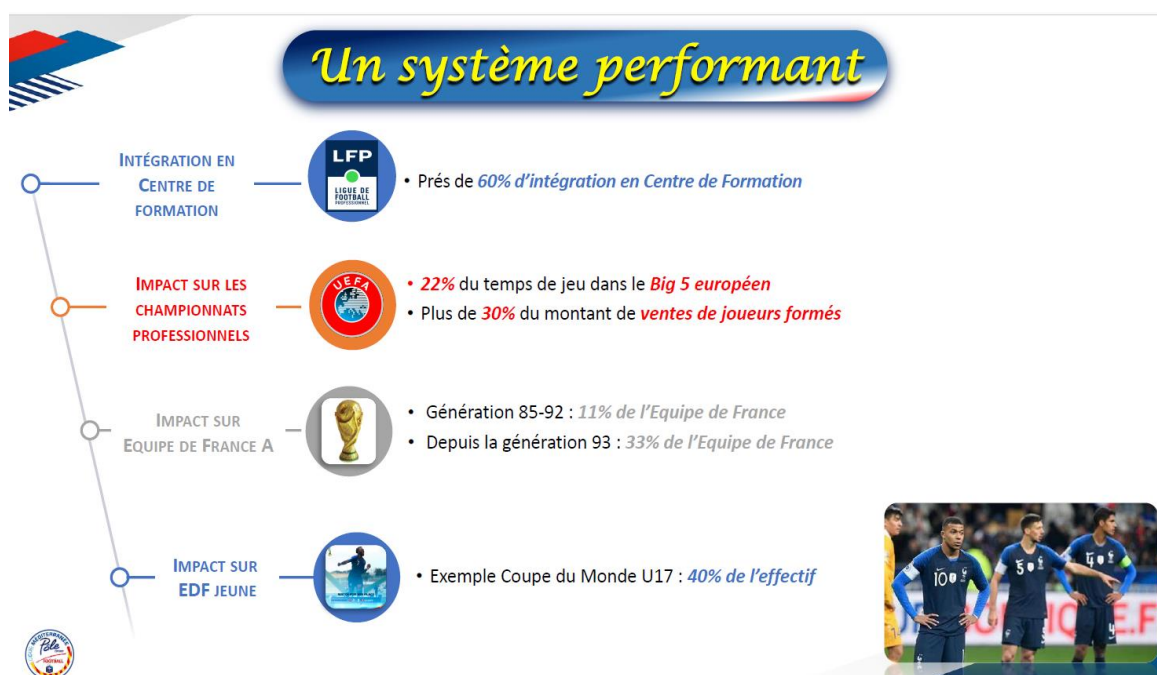 Un système performant
INTÉGRATION EN
CENTRE DE
FORMATION
LFP
LIGUE DE
FOOTBALL
PROFESSIONNEL
• Prés de 60% d'intégration en Centre de Formation
IMPACT SUR LES
CHAMPIONNATS
PROFESSIONNELS
UEFA
• 22% du temps de jeu dans le Big 5 européen
• Plus de 30% du montant de ventes de joueurs formés
IMPACT SUR
EQUIPE DE FRANCE A
• Génération 85-92 : 11% de l'Equipe de France
• Depuis la génération 93 : 33% de l'Equipe de France
IMPACT SUR
EDF JEUNE
• Exemple Coupe du Monde U17 : 40% de l'effectif
10
5
4
E.F
MÉDITERRANÉE
Pôle
FOOTBALL